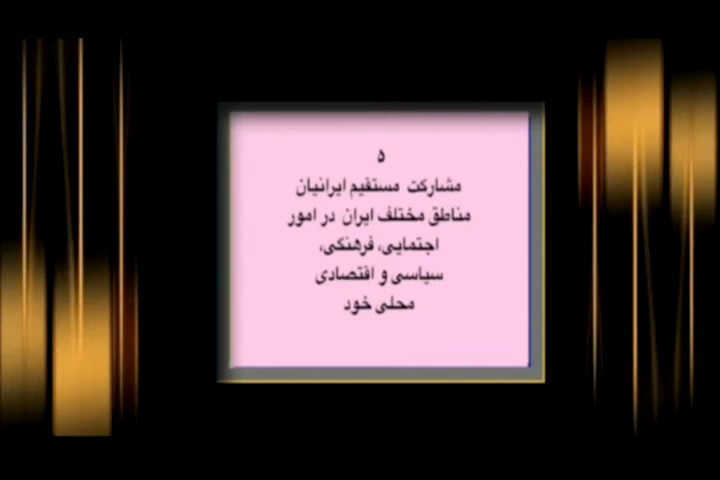 ۵
مشارکت مستقیم ایرانیان
مناطق مختلف ایران در امور
اجتمایی، فرهنگی،
سیاسی و اقتصادی
محلی خود